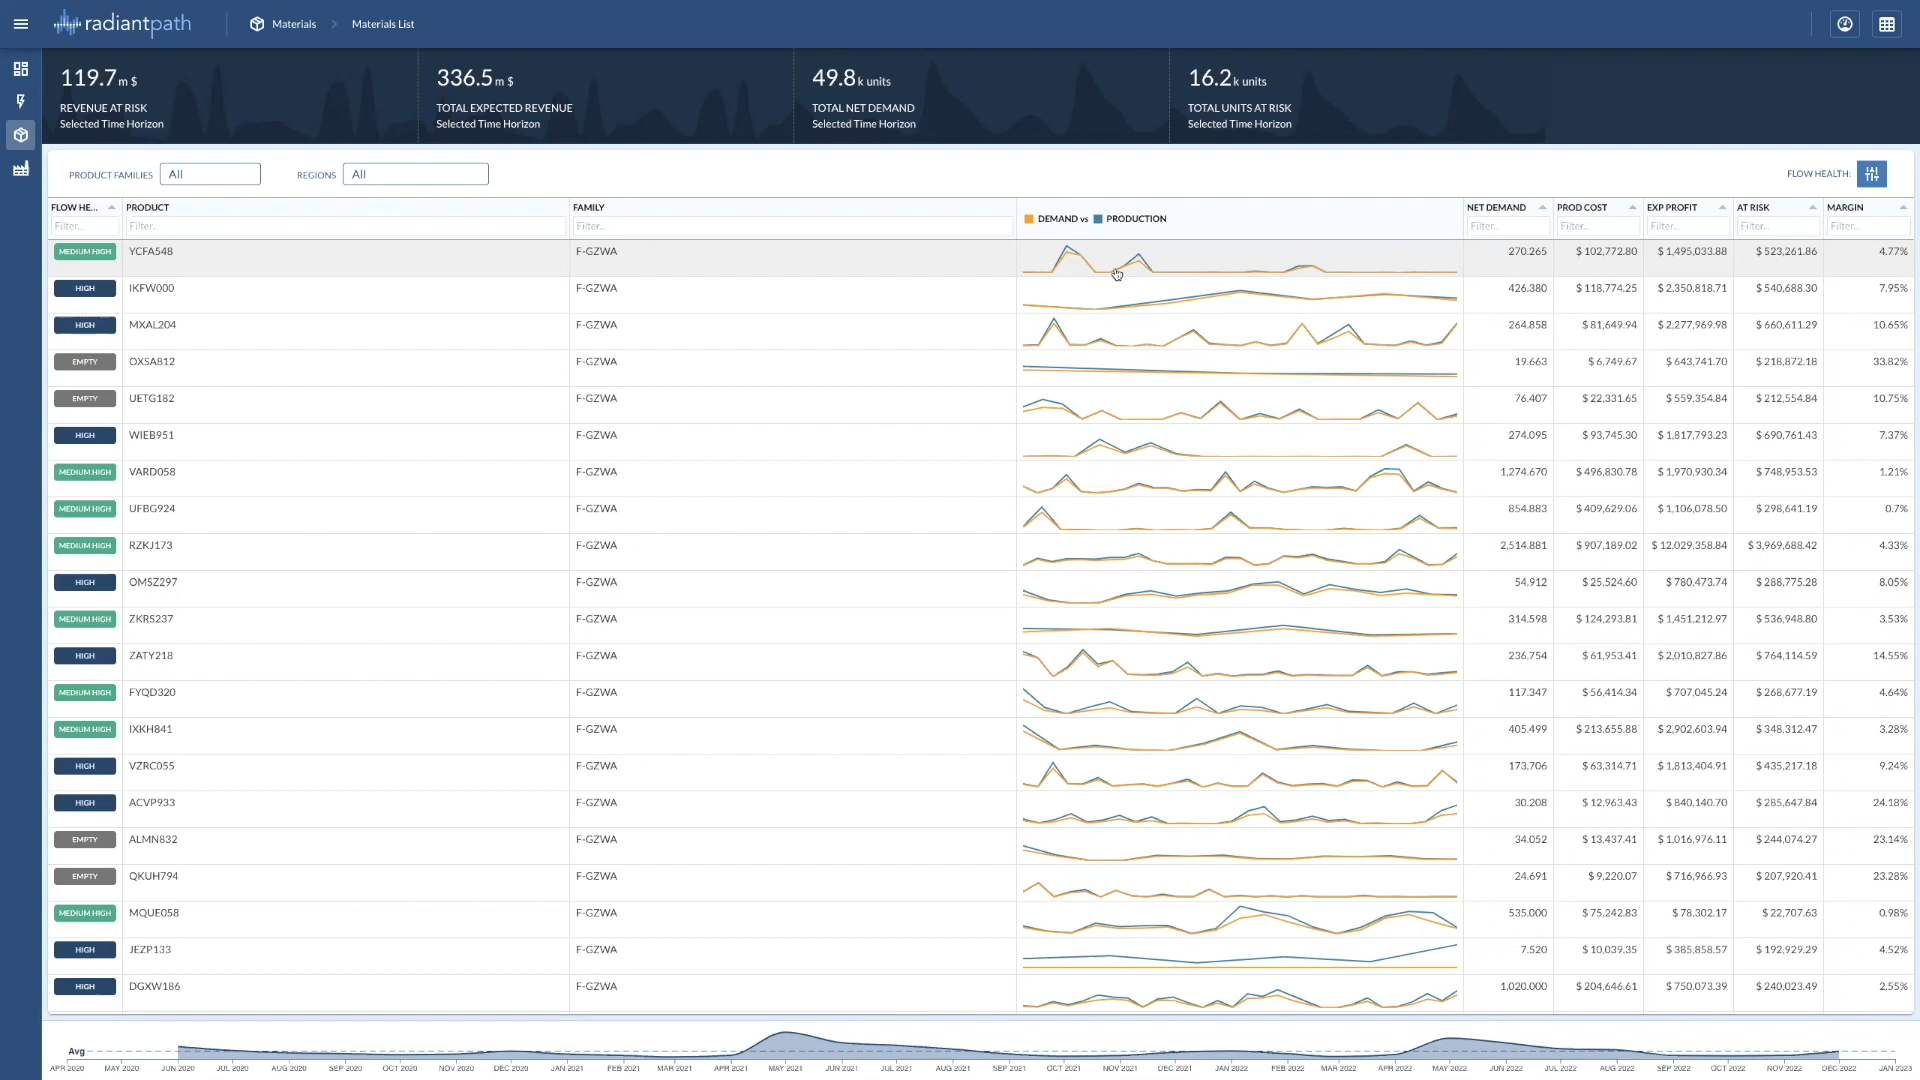 radiantpath
Materials
Materials List
119.7 m $
REVENUE AT RISK
Selected Time Horizon
336.5 m $
TOTAL EXPECTED REVENUE
Selected Time Horizon
49.8 k units
TOTAL NET DEMAND
Selected Time Horizon
16.2 k units
TOTAL UNITS AT RISK
Selected Time Horizon
PRODUCT FAMILIES All REGIONS All FLOW HEALTH:
FLOW HE... PRODUCT FAMILY DEMAND vs PRODUCTION NET DEMAND PROD COST EXP PROFIT AT RISK MARGIN
Filter... Filter... Filter... Filter... Filter... Filter... Filter... Filter...
MEDIUM HIGH YCFA548 F-GZWA 270.265 $ 102,772.80 $ 1,495,033.88 $ 523,261.86 4.77%
HIGH IKFW000 F-GZWA 426.380 $ 118,774.25 $ 2,350,818.71 $ 540,688.30 7.95%
HIGH MXAL204 F-GZWA 264.858 $ 81,649.94 $ 2,277,969.98 $ 660,611.29 10.65%
EMPTY OXSA812 F-GZWA 19.663 $ 6,749.67 $ 643,741.70 $ 218,872.18 33.82%
EMPTY UETG182 F-GZWA 76.407 $ 22,331.65 $ 559,354.84 $ 212,554.84 10.75%
HIGH WIEB951 F-GZWA 274.095 $ 93,745.30 $ 1,817,793.23 $ 690,761.43 7.37%
MEDIUM HIGH VARD058 F-GZWA 1,274.670 $ 496,830.78 $ 1,970,930.34 $ 748,953.53 1.21%
MEDIUM HIGH UFBG924 F-GZWA 854.883 $ 409,629.06 $ 1,106,078.50 $ 298,641.19 0.7%
MEDIUM HIGH RZKJ173 F-GZWA 2,514.881 $ 907,189.02 $ 12,029,358.84 $ 3,969,688.42 4.33%
HIGH OMSZ297 F-GZWA 54.912 $ 25,524.60 $ 780,473.74 $ 288,775.28 8.05%
MEDIUM HIGH ZKRS237 F-GZWA 314.598 $ 124,293.81 $ 1,451,212.97 $ 536,948.80 3.53%
HIGH ZATY218 F-GZWA 236.754 $ 61,953.41 $ 2,010,827.86 $ 764,114.59 14.55%
MEDIUM HIGH FYQD320 F-GZWA 117.347 $ 56,414.34 $ 707,045.24 $ 268,677.19 4.64%
MEDIUM HIGH IXKH841 F-GZWA 405.499 $ 213,655.88 $ 2,902,603.94 $ 348,312.47 3.28%
HIGH VZRC055 F-GZWA 173.706 $ 63,314.71 $ 1,813,404.91 $ 435,217.18 9.24%
HIGH ACVP933 F-GZWA 30.208 $ 12,963.43 $ 840,140.70 $ 285,647.84 24.18%
EMPTY ALMN832 F-GZWA 34.052 $ 13,437.41 $ 1,016,976.11 $ 244,074.27 23.14%
EMPTY QKUH794 F-GZWA 24.691 $ 9,220.07 $ 716,966.93 $ 207,920.41 23.28%
MEDIUM HIGH MQUE058 F-GZWA 535.000 $ 75,242.83 $ 78,302.17 $ 22,707.63 0.98%
HIGH JEZP133 F-GZWA 7.520 $ 10,039.35 $ 385,858.57 $ 192,929.29 4.52%
HIGH DGXW186 F-GZWA 1,020.000 $ 204,646.61 $ 750,073.39 $ 240,023.49 2.55%
Avg
APR 2020 MAY 2020 JUN 2020 JUL 2020 AUG 2020 SEP 2020 OCT 2020 NOV 2020 DEC 2020 JAN 2021 FEB 2021 MAR 2021 APR 2021 MAY 2021 JUN 2021 JUL 2021 AUG 2021 SEP 2021 OCT 2021 NOV 2021 DEC 2021 JAN 2022 FEB 2022 MAR 2022 APR 2022 MAY 2022 JUN 2022 JUL 2022 AUG 2022 SEP 2022 OCT 2022 NOV 2022 DEC 2022 JAN 2023